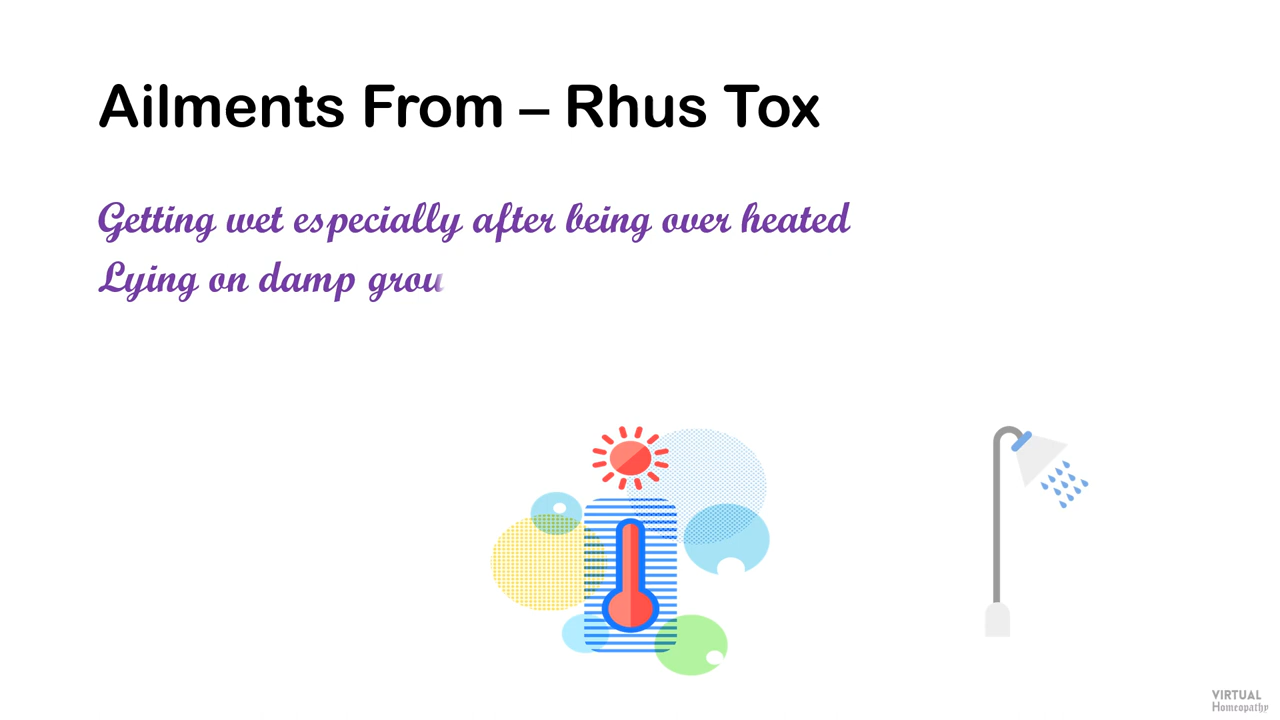 Ailments From – Rhus Tox
Getting wet especially after being over heated
Lying on damp grou
VIRTUAL
Homeopathy